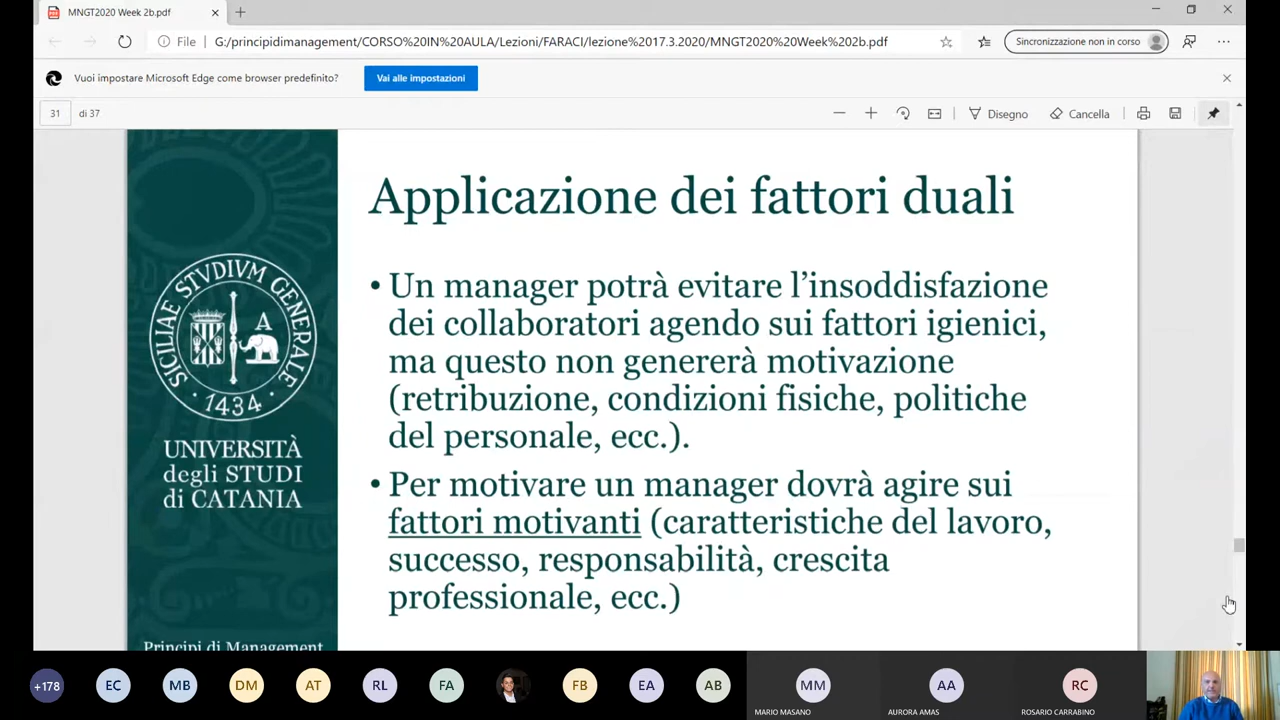 MNGT2020 Week 2b.pdf
File
G:/principidimanagement/CORSO%20IN%20AULA/Lezioni/FARACI/lezione%2017.3.2020/MNGT2020%20Week%202b.pdf
Sincronizzazione non in corso
Vuoi impostare Microsoft Edge come browser predefinito?
Vai alle impostazioni
31 di 37
Disegno
Cancella
Applicazione dei fattori duali
• Un manager potrà evitare l’insoddisfazione
dei collaboratori agendo sui fattori igienici,
ma questo non genererà motivazione
(retribuzione, condizioni fisiche, politiche
del personale, ecc.).
• Per motivare un manager dovrà agire sui
fattori motivanti (caratteristiche del lavoro,
successo, responsabilità, crescita
professionale, ecc.)
SICILIAE STVDIVM GENERALE
A
· 1434 ·
UNIVERSITÀ
degli STUDI
di CATANIA
Principi di Management
+178
EC
MB
DM
AT
RL
FA
FB
EA
AB
MM
AA
RC
MARIO MASANO
AURORA AMAS
ROSARIO CARRABINO